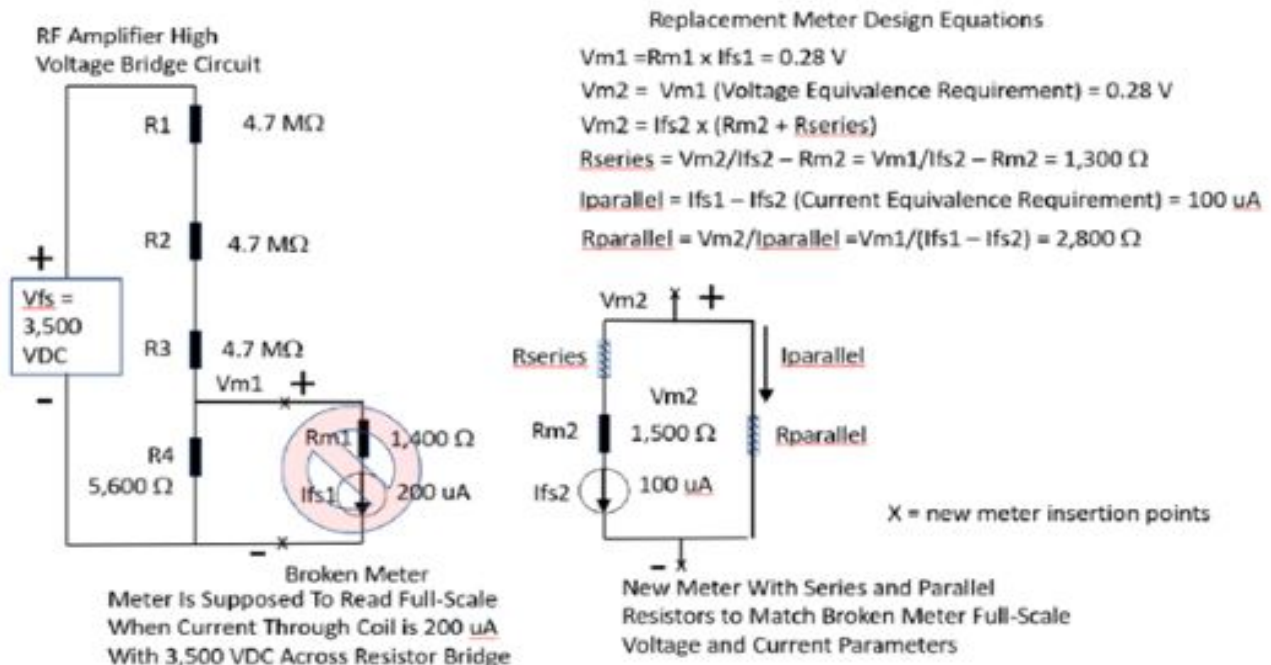 RF Amplifier High
Voltage Bridge Circuit
R1
4.7 MΩ
R2
4.7 MΩ
+
Vfs =
3,500
VDC
-
R3
4.7 MΩ
Vm1
+
R4
5,600 Ω
Rm1
1,400 Ω
Ifs1
200 uA
-
x
x
Broken Meter
Meter Is Supposed To Read Full-Scale
When Current Through Coil is 200 uA
With 3,500 VDC Across Resistor Bridge
Replacement Meter Design Equations
Vm1 =Rm1 x Ifs1 = 0.28 V
Vm2 = Vm1 (Voltage Equivalence Requirement) = 0.28 V
Vm2 = Ifs2 x (Rm2 + Rseries)
Rseries = Vm2/Ifs2 – Rm2 = Vm1/Ifs2 – Rm2 = 1,300 Ω
Iparallel = Ifs1 – Ifs2 (Current Equivalence Requirement) = 100 uA
Rparallel = Vm2/Iparallel =Vm1/(Ifs1 – Ifs2) = 2,800 Ω
Vm2
x
+
Rseries
Iparallel
Vm2
Rm2
1,500 Ω
Rparallel
Ifs2
100 uA
X = new meter insertion points
-
x
New Meter With Series and Parallel
Resistors to Match Broken Meter Full-Scale
Voltage and Current Parameters